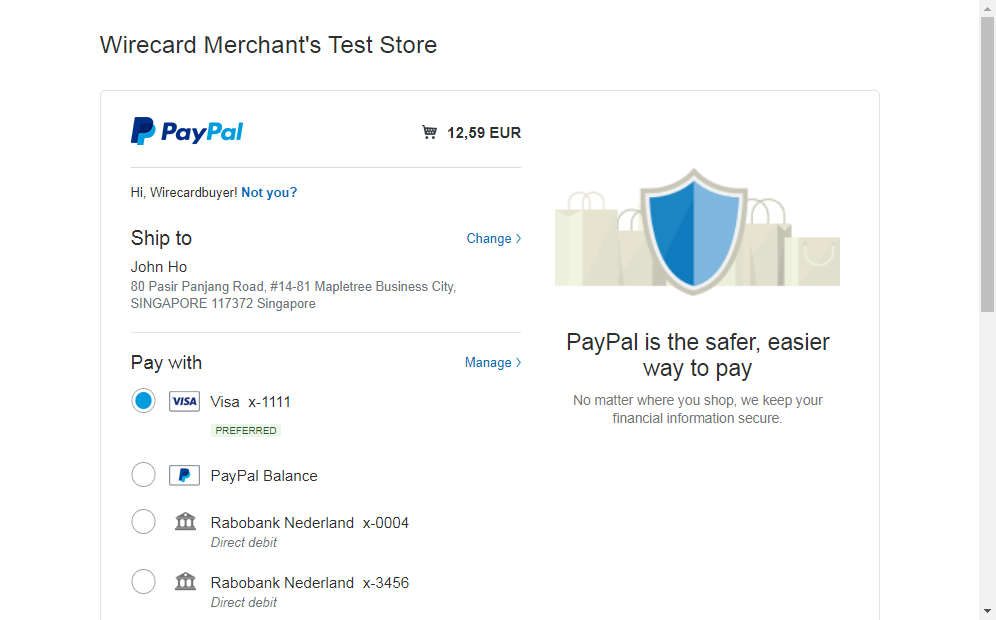 Wirecard Merchant's Test Store
PayPal
12,59 EUR
Hi, Wirecardbuyer! Not you?
Ship to
Change
John Ho
80 Pasir Panjang Road, #14-81 Mapletree Business City,
SINGAPORE 117372 Singapore
Pay with
Manage
VISA Visa x-1111
PREFERRED
PayPal Balance
Rabobank Nederland x-0004
Direct debit
Rabobank Nederland x-3456
Direct debit
PayPal is the safer, easier
way to pay
No matter where you shop, we keep your
financial information secure.